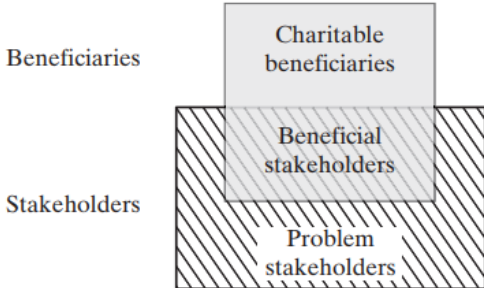 Beneficiaries
Charitable
beneficiaries
Beneficial
stakeholders
Stakeholders
Problem
stakeholders